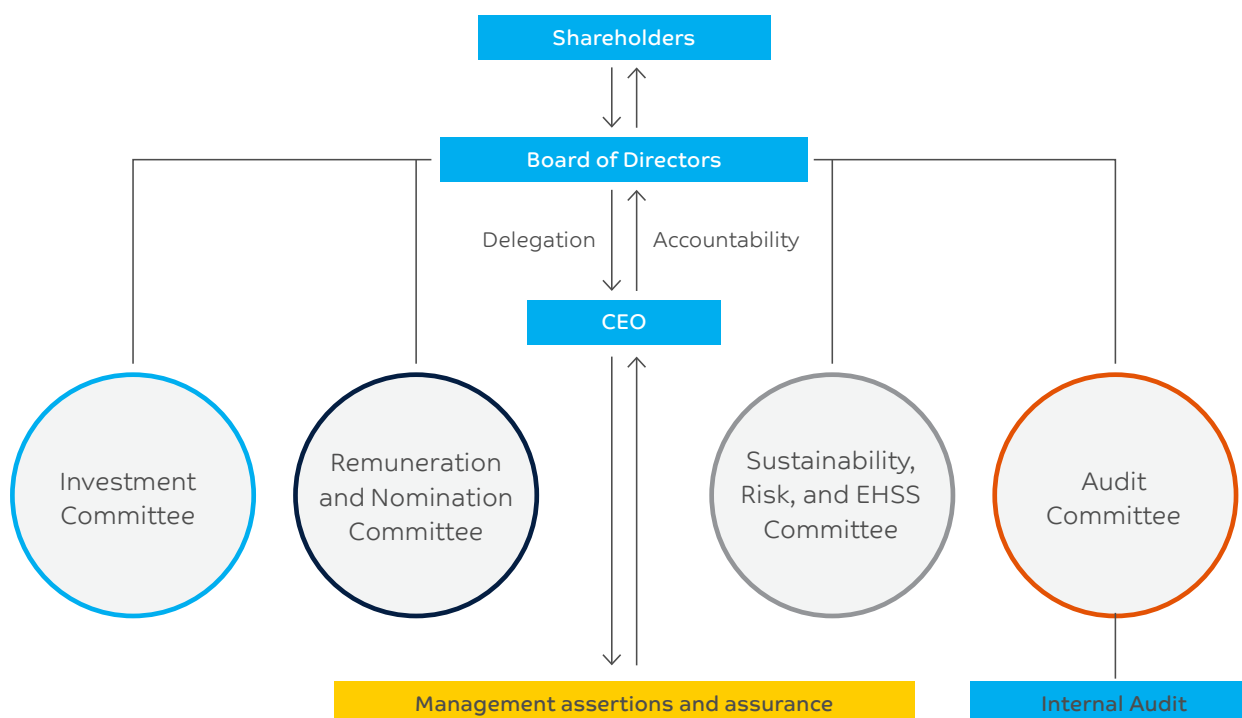 Shareholders
Board of Directors
Delegation
Accountability
CEO
Investment
Committee
Remuneration
and Nomination
Committee
Sustainability,
Risk, and EHSS
Committee
Audit
Committee
Management assertions and assurance
Internal Audit